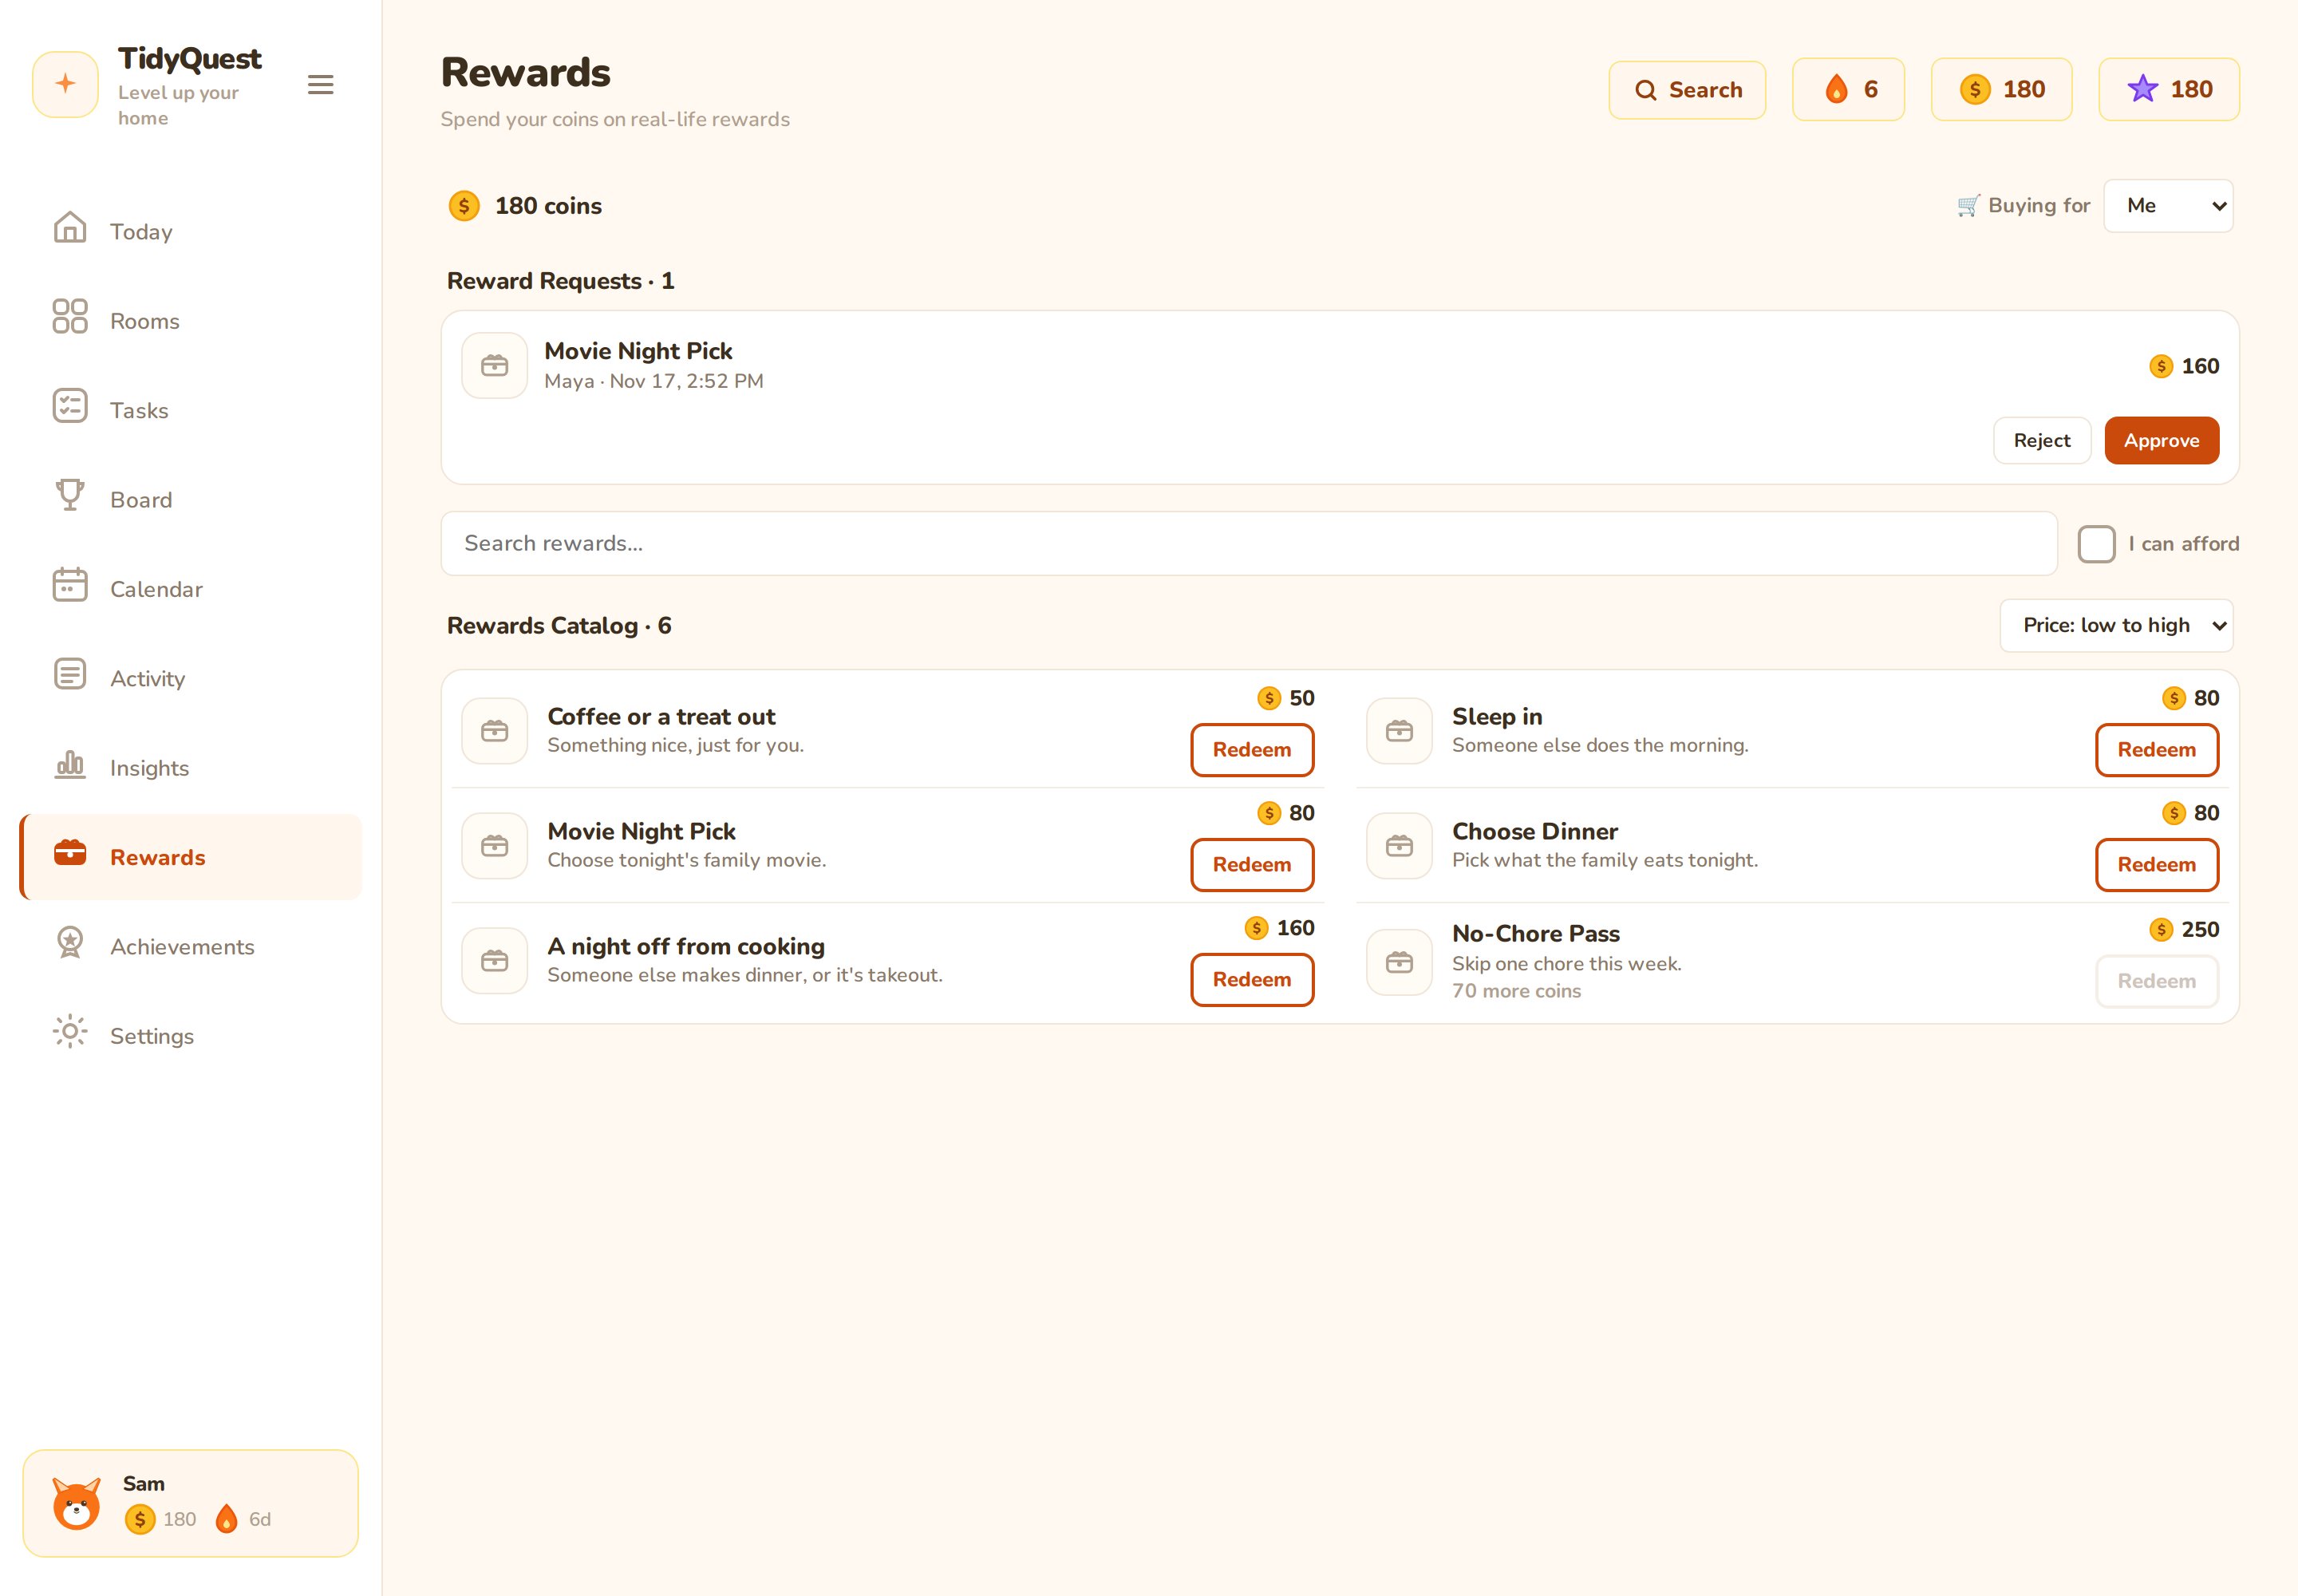 TidyQuest
Level up your
home
Today
Rooms
Tasks
Board
Calendar
Activity
Insights
Rewards
Achievements
Settings
Sam
180 6d
Rewards
Spend your coins on real-life rewards
Search
6
180
180
180 coins
Buying for
Me
Reward Requests · 1
Movie Night Pick
Maya · Nov 17, 2:52 PM
160
Reject
Approve
Search rewards...
I can afford
Rewards Catalog · 6
Price: low to high
Coffee or a treat out
Something nice, just for you.
50
Redeem
Sleep in
Someone else does the morning.
80
Redeem
Movie Night Pick
Choose tonight's family movie.
80
Redeem
Choose Dinner
Pick what the family eats tonight.
80
Redeem
A night off from cooking
Someone else makes dinner, or it's takeout.
160
Redeem
No-Chore Pass
Skip one chore this week.
70 more coins
250
Redeem